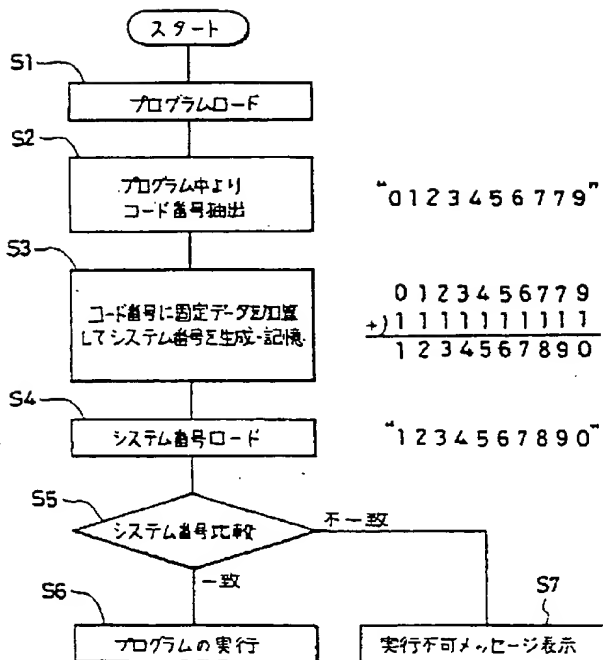 スタート
S1
プログラムロード
S2
プログラム中より
コード番号抽出
"0123456779"
S3
コード番号に固定データを加算
してシステム番号を生成・記憶
0123456779
+)1111111111
1234567890
S4
システム番号ロード
"1234567890"
S5
システム番号比較
不一致
一致
S6
プログラムの実行
S7
実行不可メッセージ表示